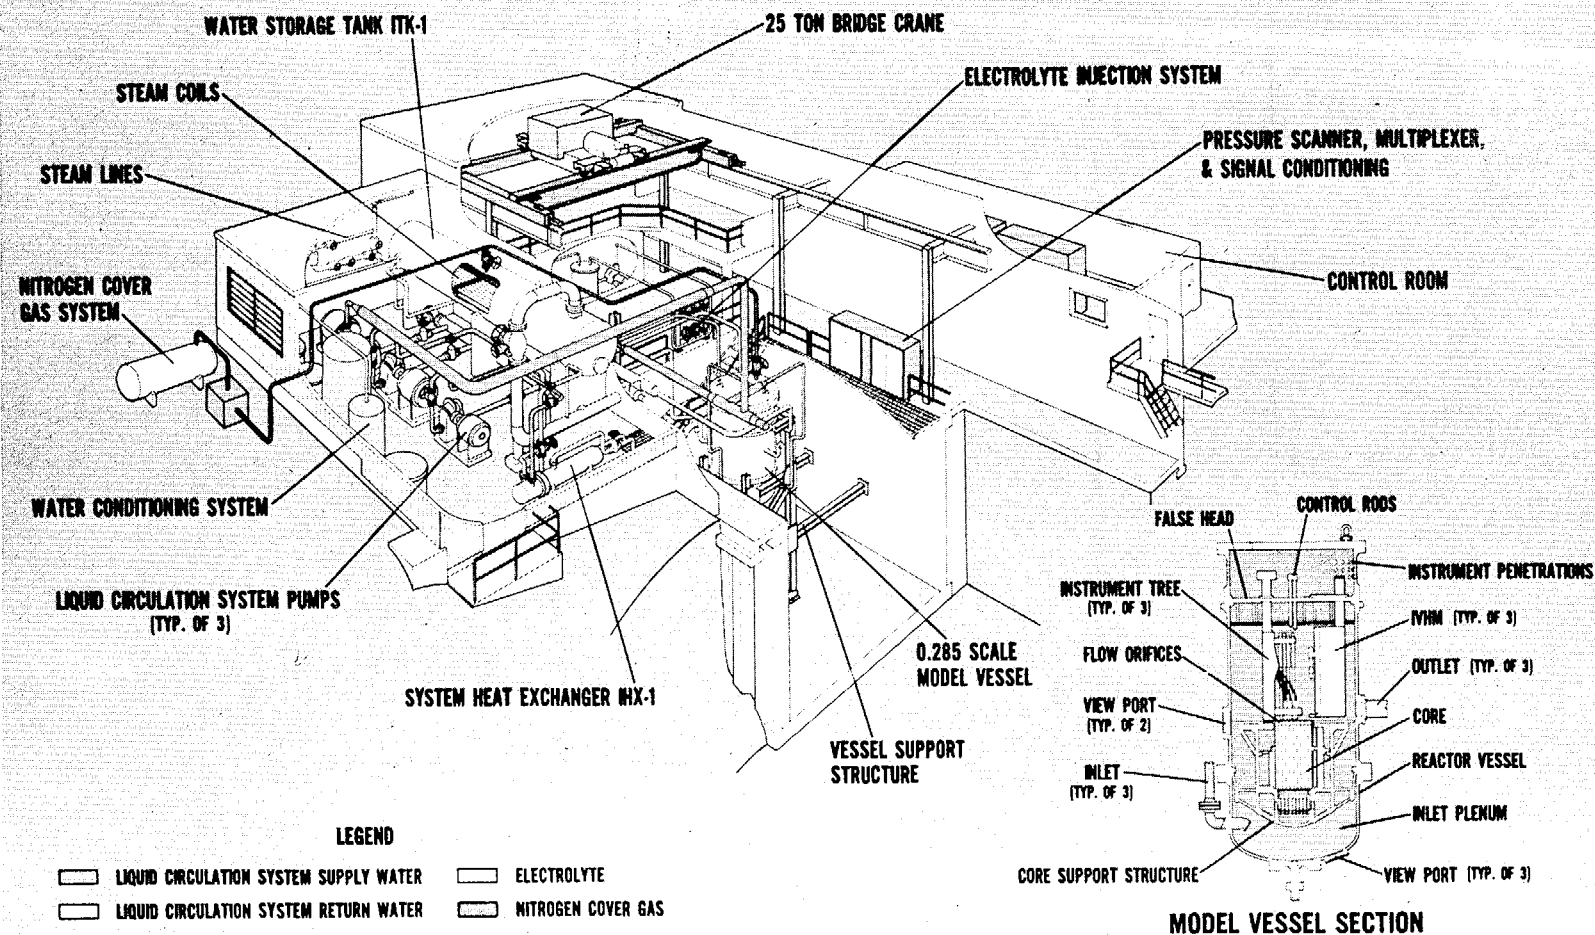 WATER STORAGE TANK ITK-1
25 TON BRIDGE CRANE
ELECTROLYTE INJECTION SYSTEM
STEAM COILS
PRESSURE SCANNER, MULTIPLEXER,
& SIGNAL CONDITIONING
STEAM LINES
CONTROL ROOM
NITROGEN COVER
GAS SYSTEM
WATER CONDITIONING SYSTEM
LIQUID CIRCULATION SYSTEM PUMPS
(TYP. OF 3)
SYSTEM HEAT EXCHANGER IHX-1
0.285 SCALE
MODEL VESSEL
VESSEL SUPPORT
STRUCTURE
FALSE HEAD
CONTROL RODS
INSTRUMENT PENETRATIONS
INSTRUMENT TREE
(TYP. OF 3)
IVHM (TYP. OF 3)
FLOW ORIFICES
OUTLET (TYP. OF 3)
VIEW PORT
(TYP. OF 2)
CORE
INLET
(TYP. OF 3)
REACTOR VESSEL
INLET PLENUM
CORE SUPPORT STRUCTURE
VIEW PORT (TYP. OF 3)
MODEL VESSEL SECTION
LEGEND
LIQUID CIRCULATION SYSTEM SUPPLY WATER
LIQUID CIRCULATION SYSTEM RETURN WATER
ELECTROLYTE
NITROGEN COVER GAS